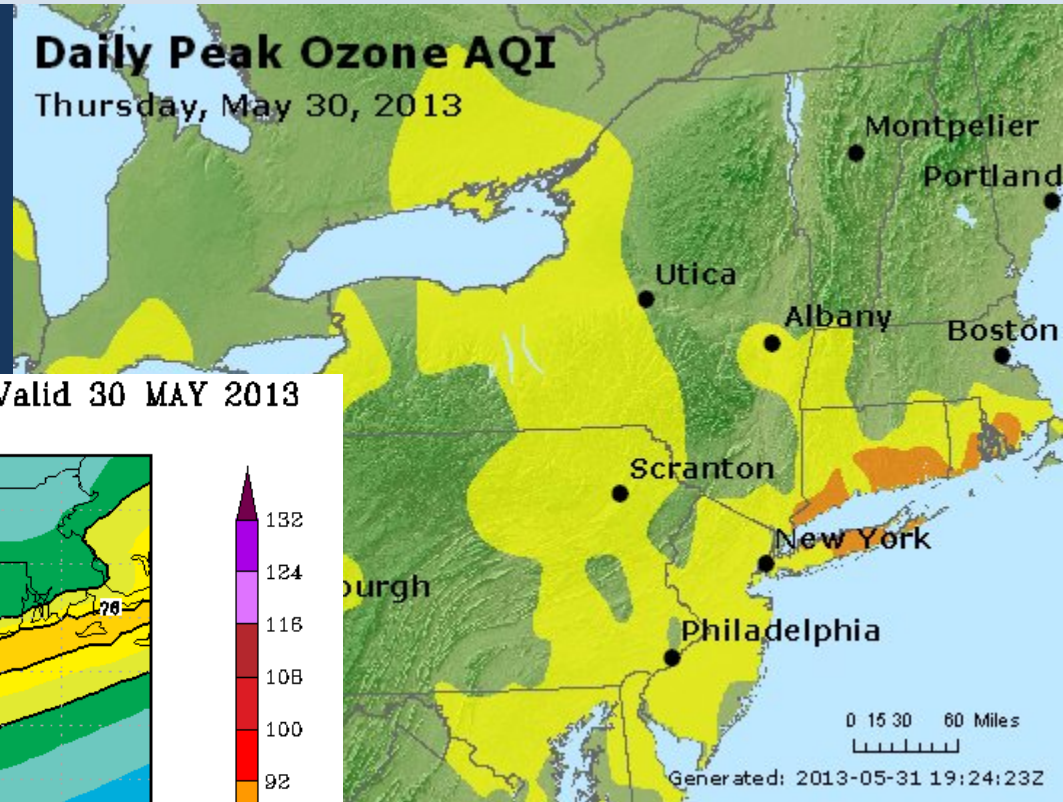 Daily Peak Ozone AQI
Thursday, May 30, 2013
Montpelier
Portland
Utica
Albany
Boston
Valid 30 MAY 2013
Scranton
132
New York
124
burgh
76
116
Philadelphia
108
0 15 30 60 Miles
100
Generated: 2013-05-31 19:24:23Z
92